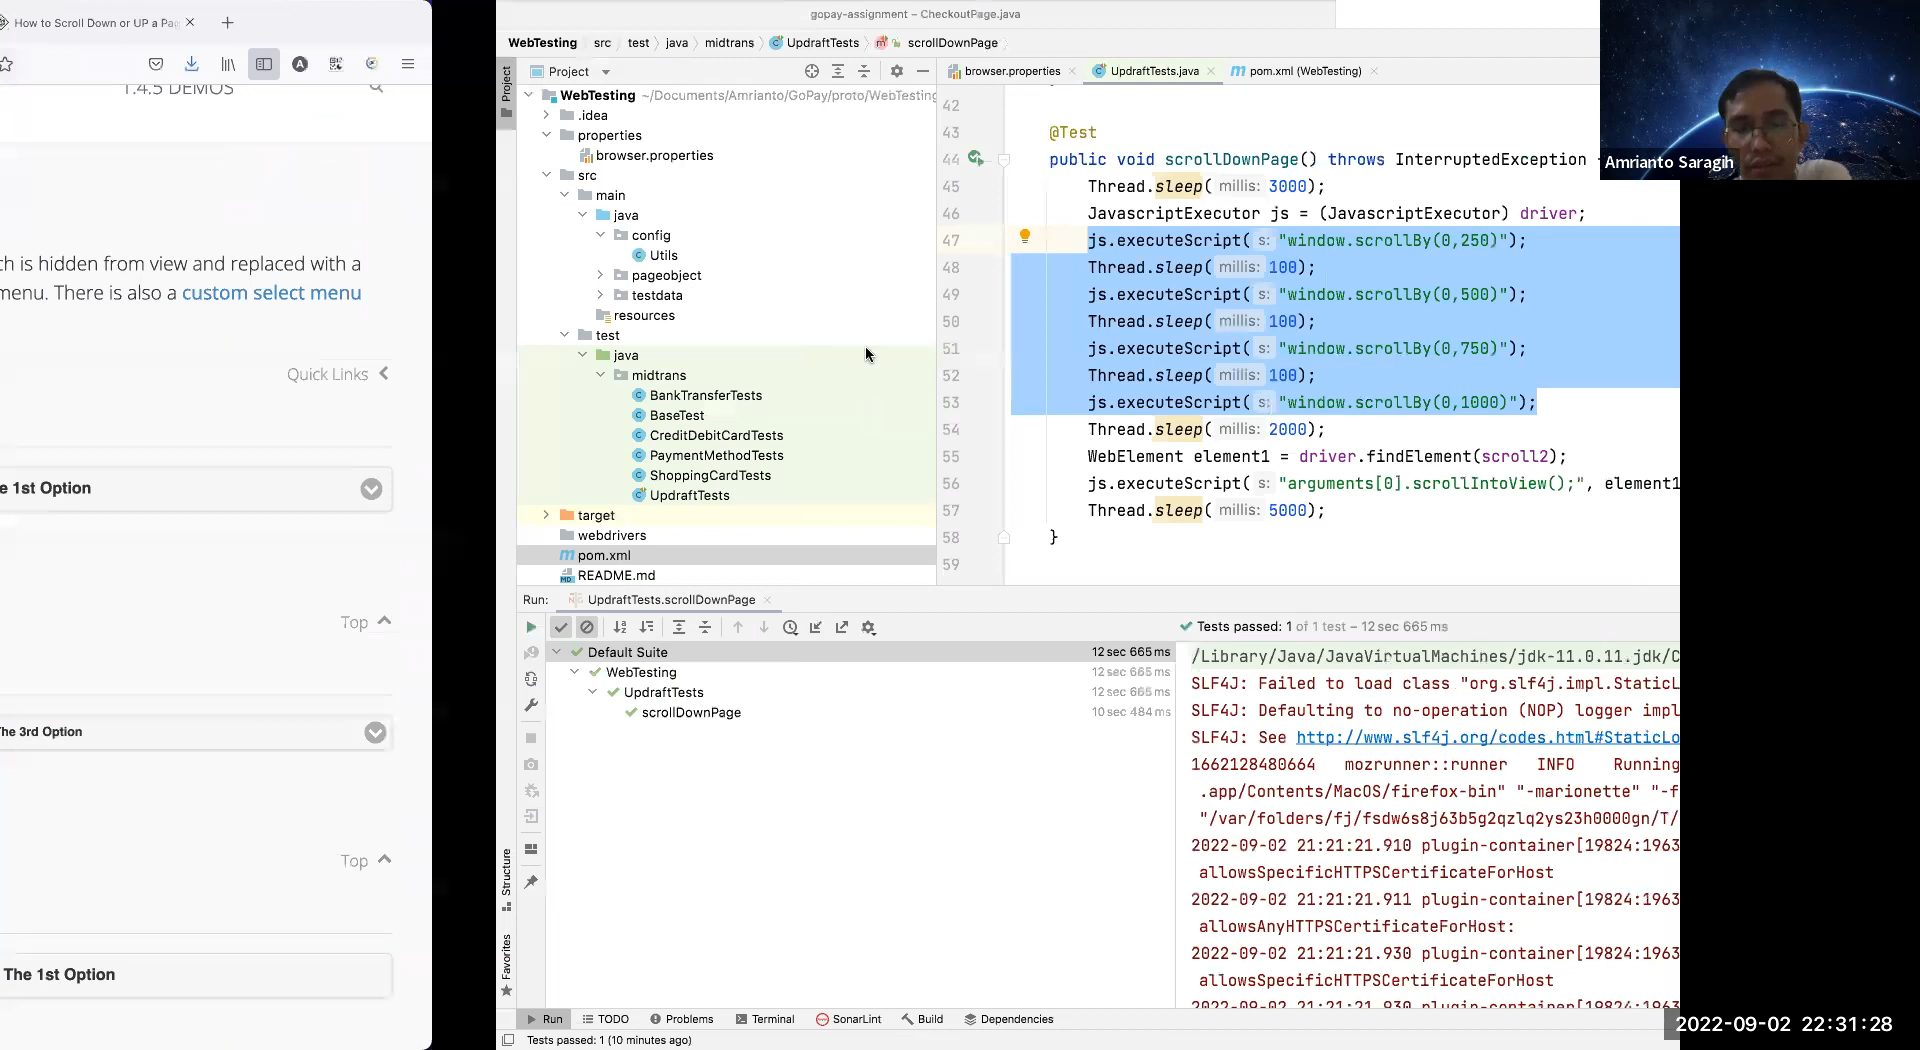 How to Scroll Down or UP a Pa
1.4.5 DEMOS
ch is hidden from view and replaced with a
menu. There is also a custom select menu
Quick Links
e 1st Option
Top
The 3rd Option
Top
The 1st Option
gopay-assignment – CheckoutPage.java
WebTesting
src
test
java
midtrans
UpdraftTests
scrollDownPage
Project
Project
browser.properties
UpdraftTests.java
pom.xml (WebTesting)
WebTesting ~/Documents/Amrianto/GoPay/proto/WebTesting
.idea
properties
browser.properties
src
main
java
config
Utils
pageobject
testdata
resources
test
java
midtrans
BankTransferTests
BaseTest
CreditDebitCardTests
PaymentMethodTests
ShoppingCardTests
UpdraftTests
target
webdrivers
pom.xml
README.md
42
43 @Test
44 public void scrollDownPage() throws InterruptedException
45 Thread.sleep( millis: 3000);
46 JavascriptExecutor js = (JavascriptExecutor) driver;
47 js.executeScript( s: "window.scrollBy(0,250)");
48 Thread.sleep( millis: 100);
49 js.executeScript( s: "window.scrollBy(0,500)");
50 Thread.sleep( millis: 100);
51 js.executeScript( s: "window.scrollBy(0,750)");
52 Thread.sleep( millis: 100);
53 js.executeScript( s: "window.scrollBy(0,1000)");
54 Thread.sleep( millis: 2000);
55 WebElement element1 = driver.findElement(scroll2);
56 js.executeScript( s: "arguments[0].scrollIntoView();", element1
57 Thread.sleep( millis: 5000);
58 }
59
Amrianto Saragih
Run: UpdraftTests.scrollDownPage
Tests passed: 1 of 1 test – 12 sec 665 ms
Default Suite 12 sec 665 ms
WebTesting 12 sec 665 ms
UpdraftTests 12 sec 665 ms
scrollDownPage 10 sec 484 ms
/Library/Java/JavaVirtualMachines/jdk-11.0.11.jdk/C
SLF4J: Failed to load class "org.slf4j.impl.StaticL
SLF4J: Defaulting to no-operation (NOP) logger impl
SLF4J: See http://www.slf4j.org/codes.html#StaticLo
1662128480664 mozrunner::runner INFO Running
.app/Contents/MacOS/firefox-bin" "-marionette" "-f
"/var/folders/fj/fsdw6s8j63b5g2qzlq2ys23h0000gn/T/
2022-09-02 21:21:21.910 plugin-container[19824:1963
allowsSpecificHTTPSCertificateForHost
2022-09-02 21:21:21.911 plugin-container[19824:1963
allowsAnyHTTPSCertificateForHost:
2022-09-02 21:21:21.930 plugin-container[19824:1963
allowsSpecificHTTPSCertificateForHost
2022-09-02 21:21:21.930 plugin-container[19824:1963
Structure
Favorites
Run
TODO
Problems
Terminal
SonarLint
Build
Dependencies
Tests passed: 1 (10 minutes ago)
2022-09-02 22:31:28